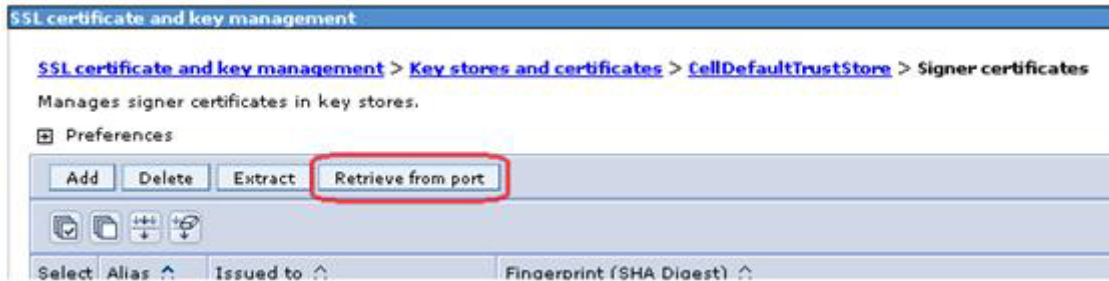 SSL certificate and key management
SSL certificate and key management > Key stores and certificates > CellDefaultTrustStore > Signer certificates
Manages signer certificates in key stores.
Preferences
Add Delete Extract Retrieve from port
Select Alias Issued to Fingerprint (SHA Digest)